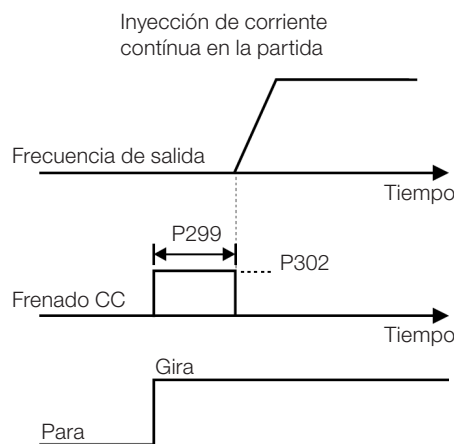 Inyección de corriente
contínua en la partida
Frecuencia de salida
Tiempo
P299
P302
Frenado CC
Tiempo
Gira
Para